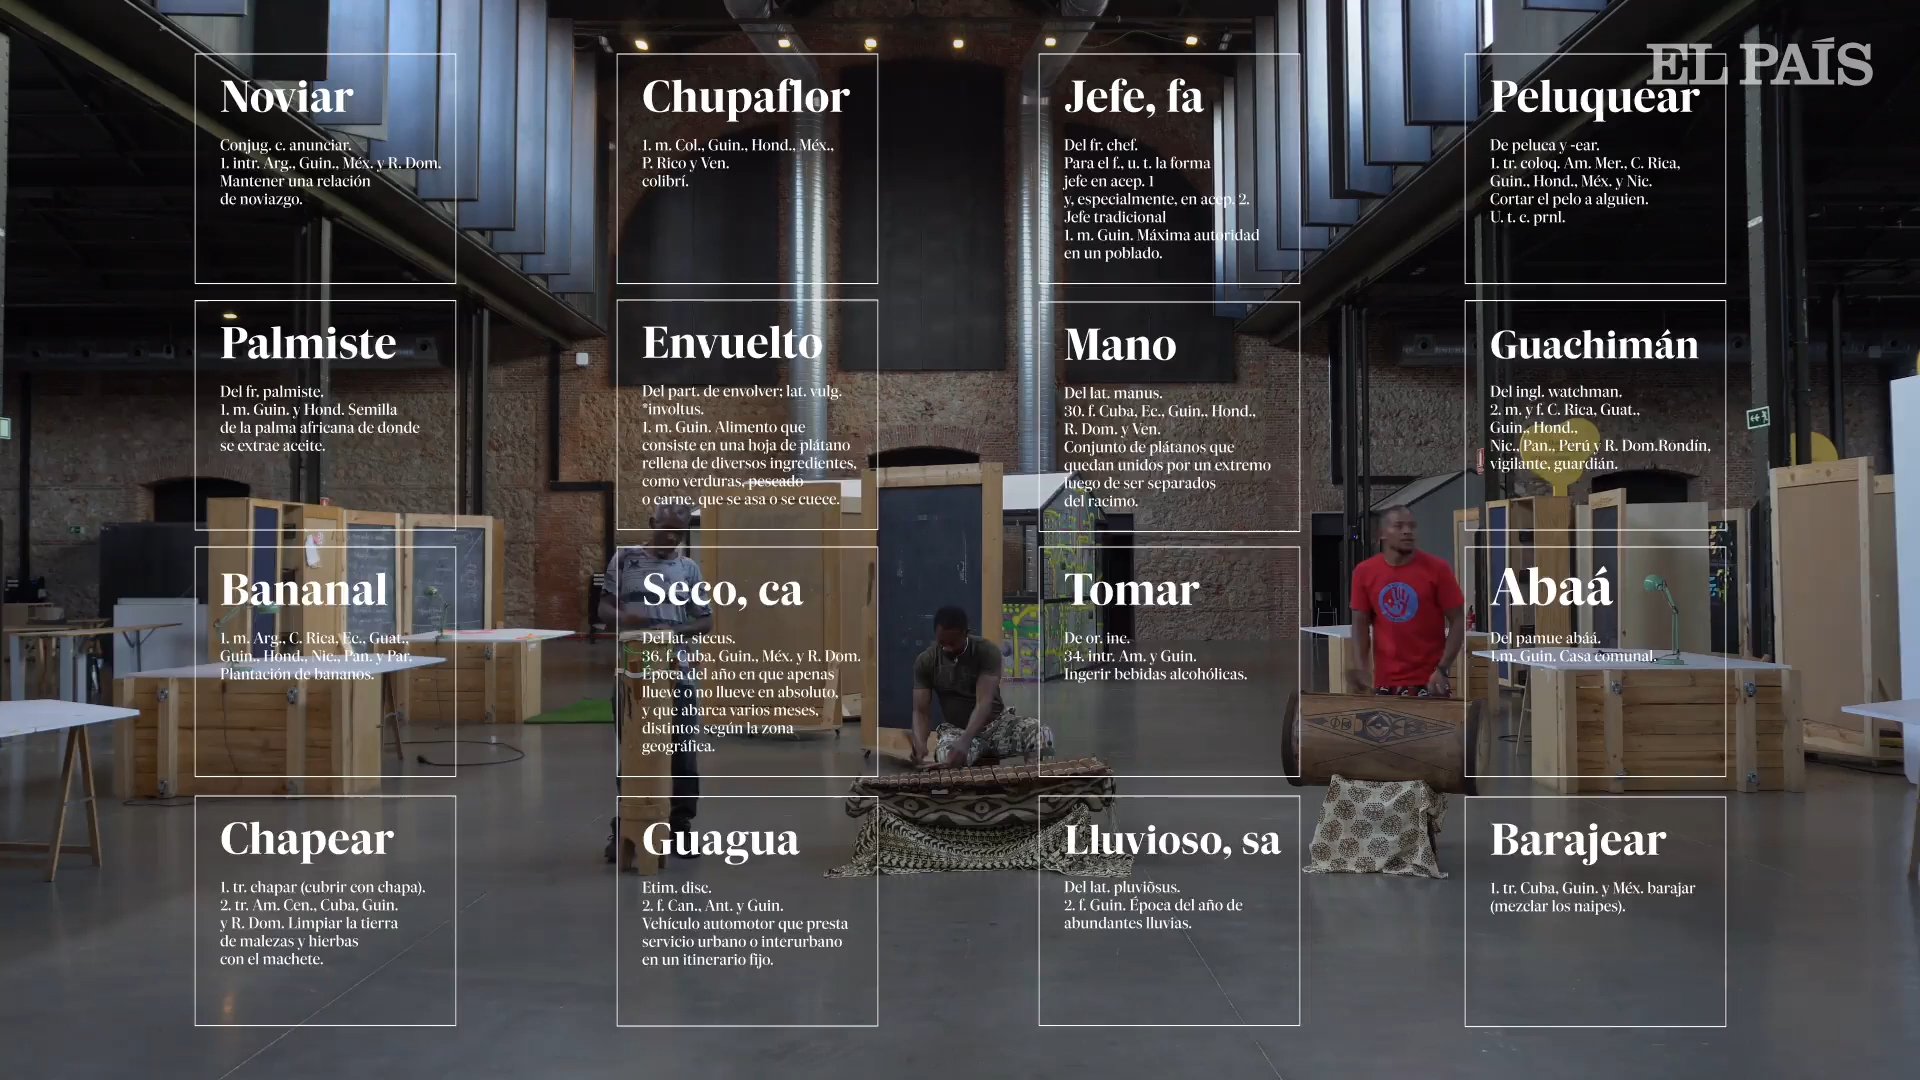 EL PAÍS
Noviar
Conjug. c. anunciar.
1. intr. Arg., Guin., Méx. y R. Dom.
Mantener una relación
de noviazgo.
Chupaflor
1. m. Col., Guin., Hond., Méx.,
P. Rico y Ven.
colibrí.
Jefe, fa
Del fr. chef.
Para el f., u. t. la forma
jefe en acep. 1
y, especialmente, en acep. 2.
Jefe tradicional
1. m. Guin. Máxima autoridad
en un poblado.
Peluquear
De peluca y -ear.
1. tr. coloq. Am. Mer., C. Rica,
Guin., Hond., Méx. y Nic.
Cortar el pelo a alguien.
U. t. c. prnl.
Palmiste
Del fr. palmiste.
1. m. Guin. y Hond. Semilla
de la palma africana de donde
se extrae aceite.
Envuelto
Del part. de envolver; lat. vulg.
*involtus.
1. m. Guin. Alimento que
consiste en una hoja de plátano
rellena de diversos ingredientes,
como verduras, pescado
o carne, que se asa o se cuece.
Mano
Del lat. manus.
30. f. Cuba, Ec., Guin., Hond.,
R. Dom. y Ven.
Conjunto de plátanos que
quedan unidos por un extremo
luego de ser separados
del racimo.
Guachimán
Del ingl. watchman.
2. m. y f. C. Rica, Guat.,
Guin., Hond.,
Nic., Pan., Perú y R. Dom.Rondín,
vigilante, guardián.
Bananal
1. m. Arg., C. Rica, Ec., Guat.,
Guin., Hond., Nic., Pan. y Par.
Plantación de bananos.
Seco, ca
Del lat. siccus.
36. f. Cuba, Guin., Méx. y R. Dom.
Época del año en que apenas
llueve o no llueve en absoluto,
y que abarca varios meses,
distintos según la zona
geográfica.
Tomar
De or. inc.
34. intr. Am. y Guin.
Ingerir bebidas alcohólicas.
Abaá
Del pamue abáá.
1.m. Guin. Casa comunal.
Chapear
1. tr. chapar (cubrir con chapa).
2. tr. Am. Cen., Cuba, Guin.
y R. Dom. Limpiar la tierra
de malezas y hierbas
con el machete.
Guagua
Etim. disc.
2. f. Can., Ant. y Guin.
Vehículo automotor que presta
servicio urbano o interurbano
en un itinerario fijo.
Lluvioso, sa
Del lat. pluviōsus.
2. f. Guin. Época del año de
abundantes lluvias.
Barajear
1. tr. Cuba, Guin. y Méx. barajar
(mezclar los naipes).